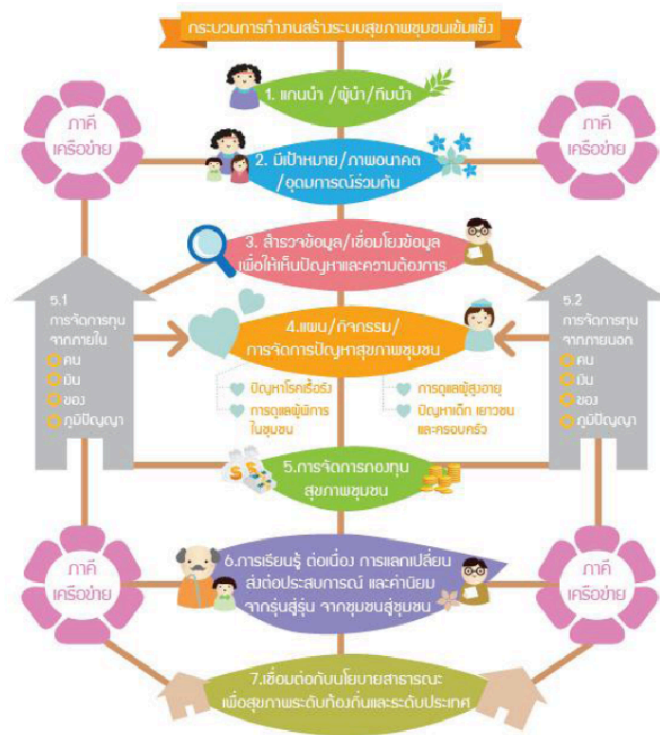 กระบวนการทำงานสร้างระบบสุขภาพชุมชนเข้มแข็ง
1. แกนนำ /ผู้นำ/ทีมนำ
ภาคี
เครือข่าย
ภาคี
เครือข่าย
2. มีเป้าหมาย/ภาพอนาคต
/อุดมการณ์ร่วมกัน
3. สำรวจข้อมูล/เชื่อมโยงข้อมูล
เพื่อให้เห็นปัญหาและความต้องการ
5.1
การจัดการทุน
จากภายใน
คน
เงิน
ของ
ภูมิปัญญา
4.แผน/กิจกรรม/
การจัดการปัญหาสุขภาพชุมชน
ปัญหาโรคเรื้อรัง
การดูแลผู้พิการ
ในชุมชน
การดูแลผู้สูงอายุ
ปัญหาเด็ก เยาวชน
และครอบครัว
5.2
การจัดการทุน
จากภายนอก
คน
เงิน
ของ
ภูมิปัญญา
5.การจัดการกองทุน
สุขภาพชุมชน
ภาคี
เครือข่าย
ภาคี
เครือข่าย
6.การเรียนรู้ ต่อเนื่อง การแลกเปลี่ยน
ส่งต่อประสบการณ์ และค่านิยม
จากรุ่นสู่รุ่น จากชุมชนสู่ชุมชน
7.เชื่อมต่อกับนโยบายสาธารณะ
เพื่อสุขภาพระดับท้องถิ่นและระดับประเทศ